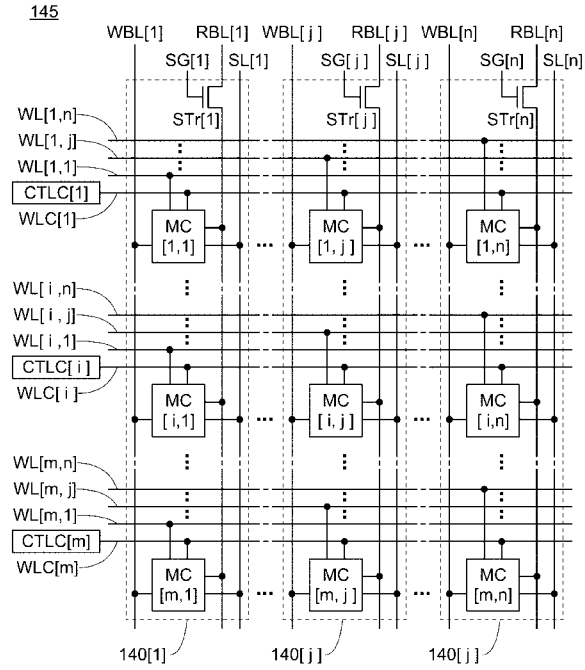 145
WBL[1] RBL[1] WBL[j] RBL[j] WBL[n] RBL[n]
SG[1] SL[1] SG[j] SL[j] SG[n] SL[n]
STr[1] STr[j] STr[n]
WL[1,n]
WL[1,j]
WL[1,1]
CTLC[1]
WLC[1]
MC [1,1]
MC [1,j]
MC [1,n]
WL[i,n]
WL[i,j]
WL[i,1]
CTLC[i]
WLC[i]
MC [i,1]
MC [i,j]
MC [i,n]
WL[m,n]
WL[m,j]
WL[m,1]
CTLC[m]
WLC[m]
MC [m,1]
MC [m,j]
MC [m,n]
140[1] 140[j] 140[j]